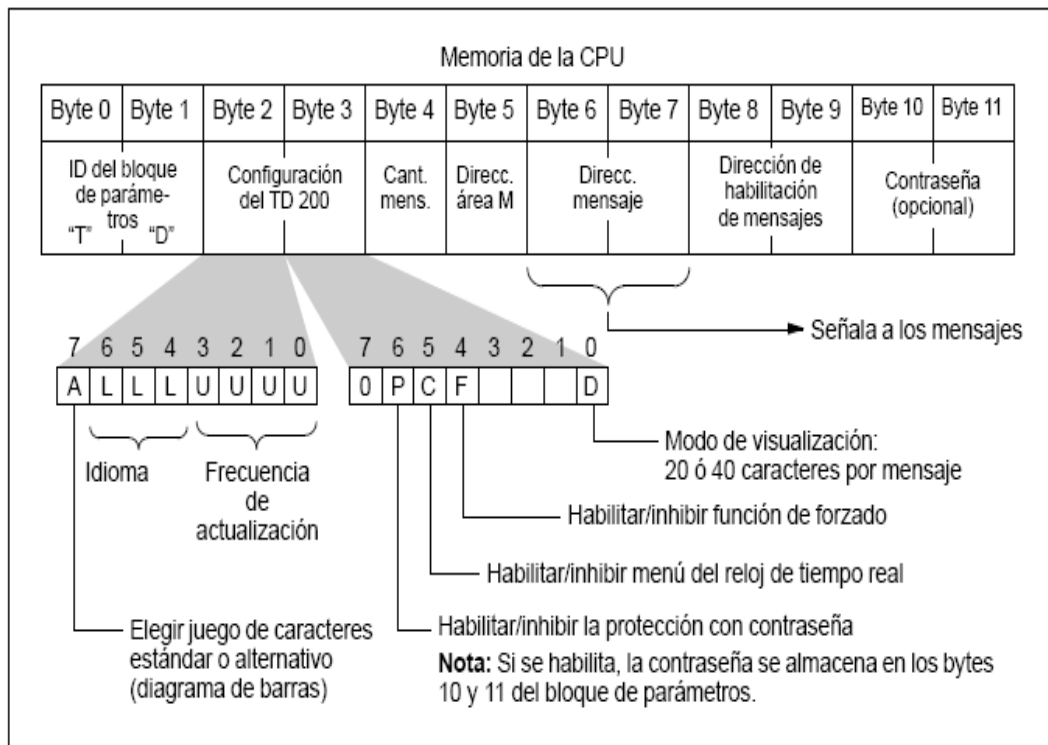 Memoria de la CPU
Byte 0 Byte 1 Byte 2 Byte 3 Byte 4 Byte 5 Byte 6 Byte 7 Byte 8 Byte 9 Byte 10 Byte 11
ID del bloque
de paráme-
tros
“T” “D”
Configuración
del TD 200
Cant.
mens.
Direcc.
área M
Direcc.
mensaje
Dirección de
habilitación
de mensajes
Contraseña
(opcional)
Señala a los mensajes
7 6 5 4 3 2 1 0
A L L L U U U U
7 6 5 4 3 2 1 0
0 P C F D
Idioma
Frecuencia
de
actualización
Modo de visualización:
20 ó 40 caracteres por mensaje
Habilitar/inhibir función de forzado
Habilitar/inhibir menú del reloj de tiempo real
Elegir juego de caracteres
estándar o alternativo
(diagrama de barras)
Habilitar/inhibir la protección con contraseña
Nota: Si se habilita, la contraseña se almacena en los bytes
10 y 11 del bloque de parámetros.